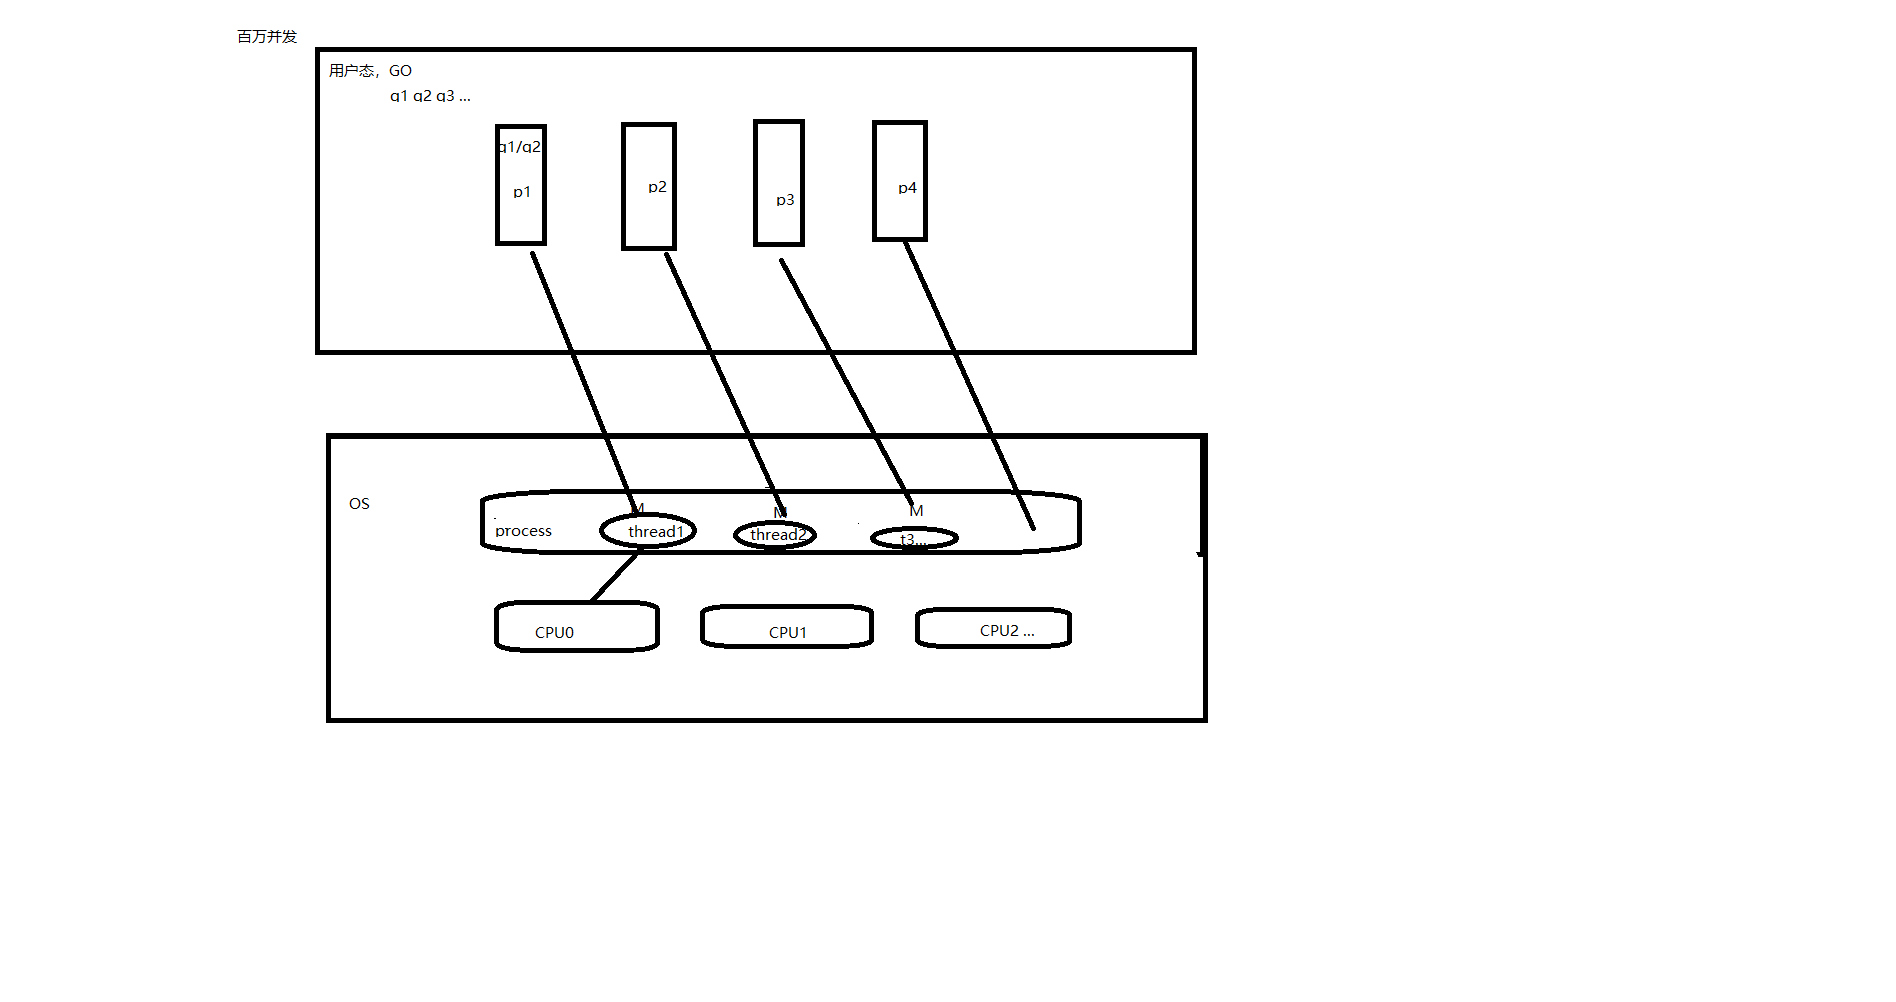 百万并发
用户态，GO
g1 g2 g3 ...
g1/g2
p1
p2
p3
p4
OS
M
M
M
process
thread1
thread2
t3...
CPU0
CPU1
CPU2 ...